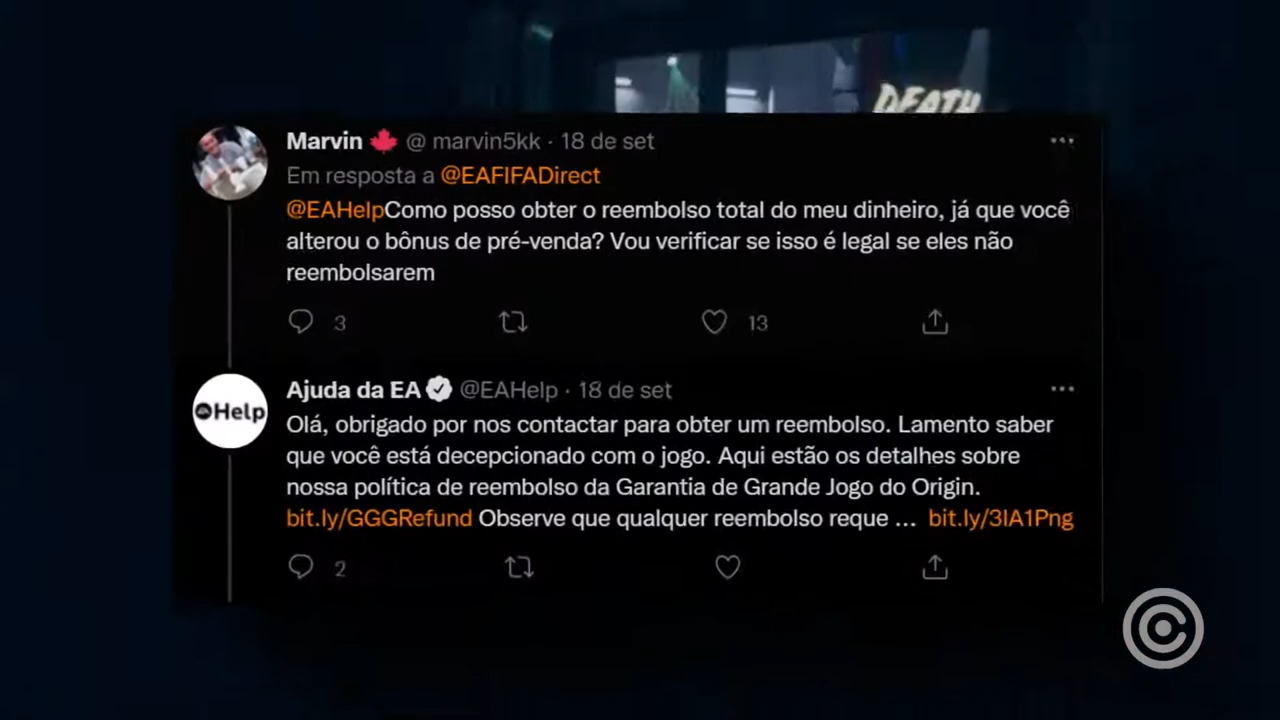 DEATH
Marvin 🍁 @ marvin5kk · 18 de set
Em resposta a @EAFIFADirect
@EAHelpComo posso obter o reembolso total do meu dinheiro, já que você
alterou o bônus de pré-venda? Vou verificar se isso é legal se eles não
reembolsarem
3 13
Help
Ajuda da EA @EAHelp · 18 de set
Olá, obrigado por nos contactar para obter um reembolso. Lamento saber
que você está decepcionado com o jogo. Aqui estão os detalhes sobre
nossa política de reembolso da Garantia de Grande Jogo do Origin.
bit.ly/GGGRefund Observe que qualquer reembolso reque ... bit.ly/3IA1Png
2